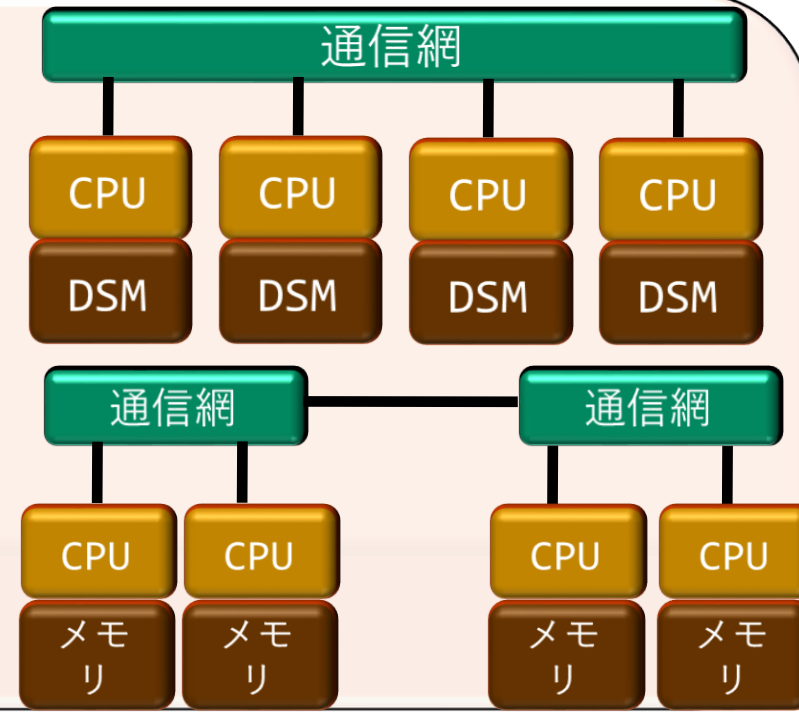 通信網
CPU CPU CPU CPU
DSM DSM DSM DSM
通信網 通信網
CPU CPU CPU CPU
メモ メモ メモ メモ
リ リ リ リ